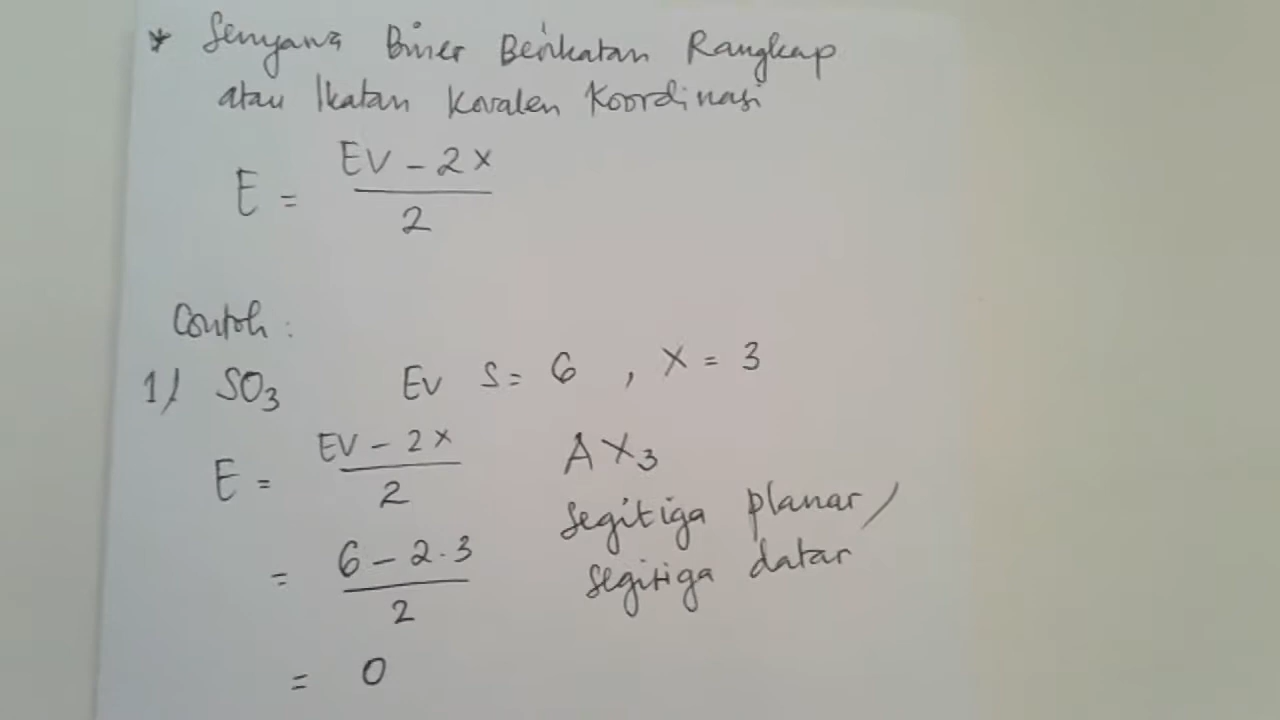 * Senyawa Biner Berikatan Rangkap
atau Ikatan Kovalen Koordinasi
E = (EV - 2x)/2
Contoh :
1) SO₃ EV S = 6 , X = 3
E = (EV - 2x)/2 AX₃
segitiga planar/
= (6 - 2.3)/2 segitiga datar
= 0